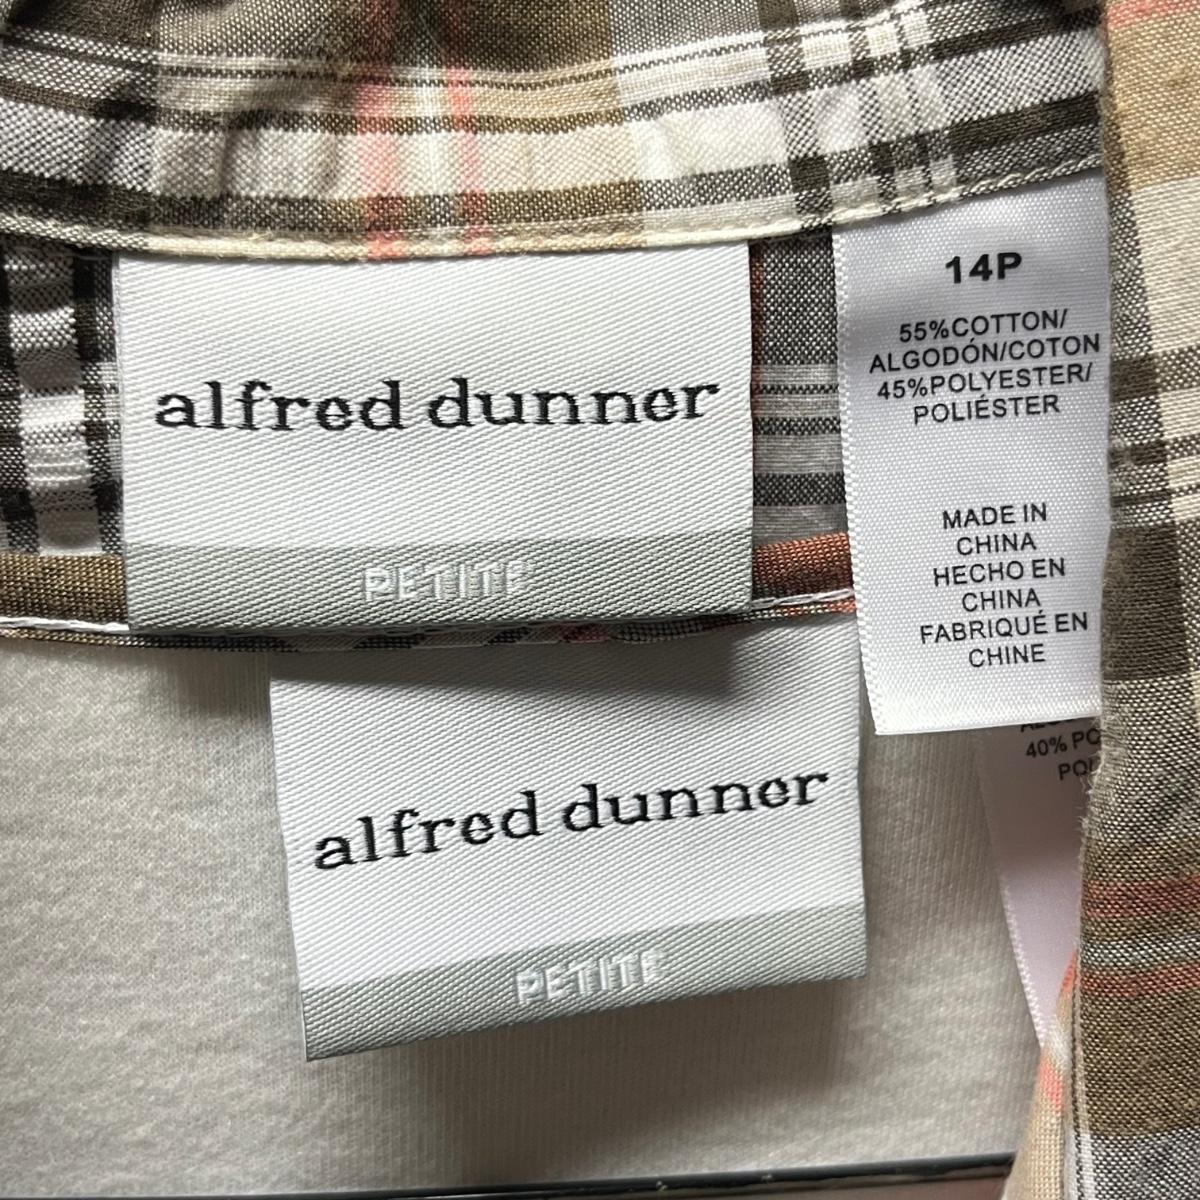 alfred dunner
PETITE
14P
55%COTTON/
ALGODÓN/COTON
45%POLYESTER/
POLIÉSTER
MADE IN
CHINA
HECHO EN
CHINA
FABRIQUÉ EN
CHINE
alfred dunner
PETITE
40%